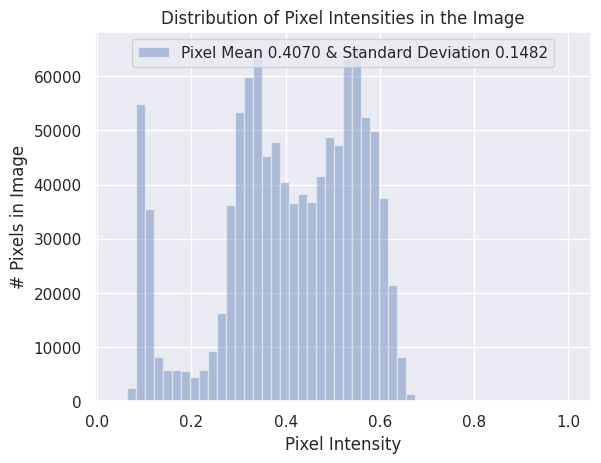 Distribution of Pixel Intensities in the Image
Pixel Mean 0.4070 & Standard Deviation 0.1482
# Pixels in Image
60000
50000
40000
30000
20000
10000
0
0.0 0.2 0.4 0.6 0.8 1.0
Pixel Intensity